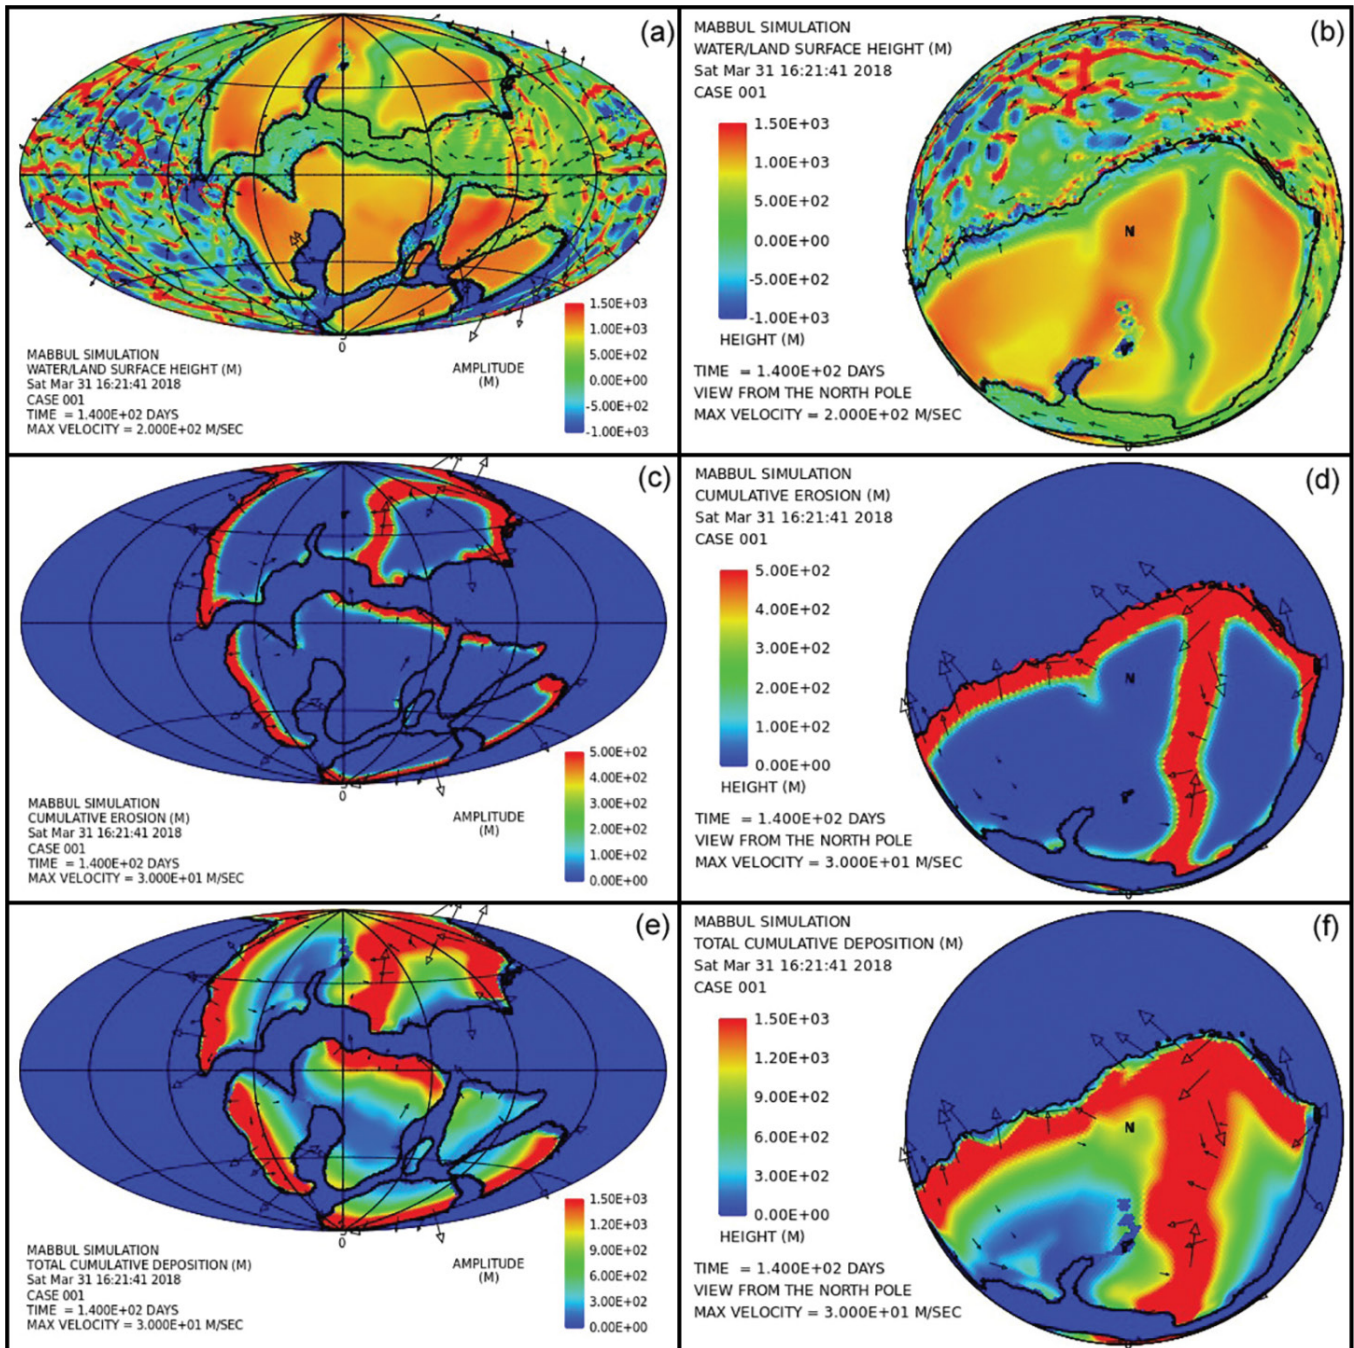 (a)
1.50E+03
1.00E+03
5.00E+02
0.00E+00
-5.00E+02
-1.00E+03
0
MABBUL SIMULATION
WATER/LAND SURFACE HEIGHT (M)
Sat Mar 31 16:21:41 2018
CASE 001
TIME = 1.400E+02 DAYS
MAX VELOCITY = 2.000E+02 M/SEC
AMPLITUDE
(M)
(b)
MABBUL SIMULATION
WATER/LAND SURFACE HEIGHT (M)
Sat Mar 31 16:21:41 2018
CASE 001
1.50E+03
1.00E+03
5.00E+02
0.00E+00
-5.00E+02
-1.00E+03
HEIGHT (M)
TIME = 1.400E+02 DAYS
VIEW FROM THE NORTH POLE
MAX VELOCITY = 2.000E+02 M/SEC
N
0
(c)
5.00E+02
4.00E+02
3.00E+02
2.00E+02
1.00E+02
0.00E+00
0
MABBUL SIMULATION
CUMULATIVE EROSION (M)
Sat Mar 31 16:21:41 2018
CASE 001
TIME = 1.400E+02 DAYS
MAX VELOCITY = 3.000E+01 M/SEC
AMPLITUDE
(M)
(d)
MABBUL SIMULATION
CUMULATIVE EROSION (M)
Sat Mar 31 16:21:41 2018
CASE 001
5.00E+02
4.00E+02
3.00E+02
2.00E+02
1.00E+02
0.00E+00
HEIGHT (M)
TIME = 1.400E+02 DAYS
VIEW FROM THE NORTH POLE
MAX VELOCITY = 3.000E+01 M/SEC
N
0
(e)
1.50E+03
1.20E+03
9.00E+02
6.00E+02
3.00E+02
0.00E+00
0
MABBUL SIMULATION
TOTAL CUMULATIVE DEPOSITION (M)
Sat Mar 31 16:21:41 2018
CASE 001
TIME = 1.400E+02 DAYS
MAX VELOCITY = 3.000E+01 M/SEC
AMPLITUDE
(M)
(f)
MABBUL SIMULATION
TOTAL CUMULATIVE DEPOSITION (M)
Sat Mar 31 16:21:41 2018
CASE 001
1.50E+03
1.20E+03
9.00E+02
6.00E+02
3.00E+02
0.00E+00
HEIGHT (M)
TIME = 1.400E+02 DAYS
VIEW FROM THE NORTH POLE
MAX VELOCITY = 3.000E+01 M/SEC
N
0